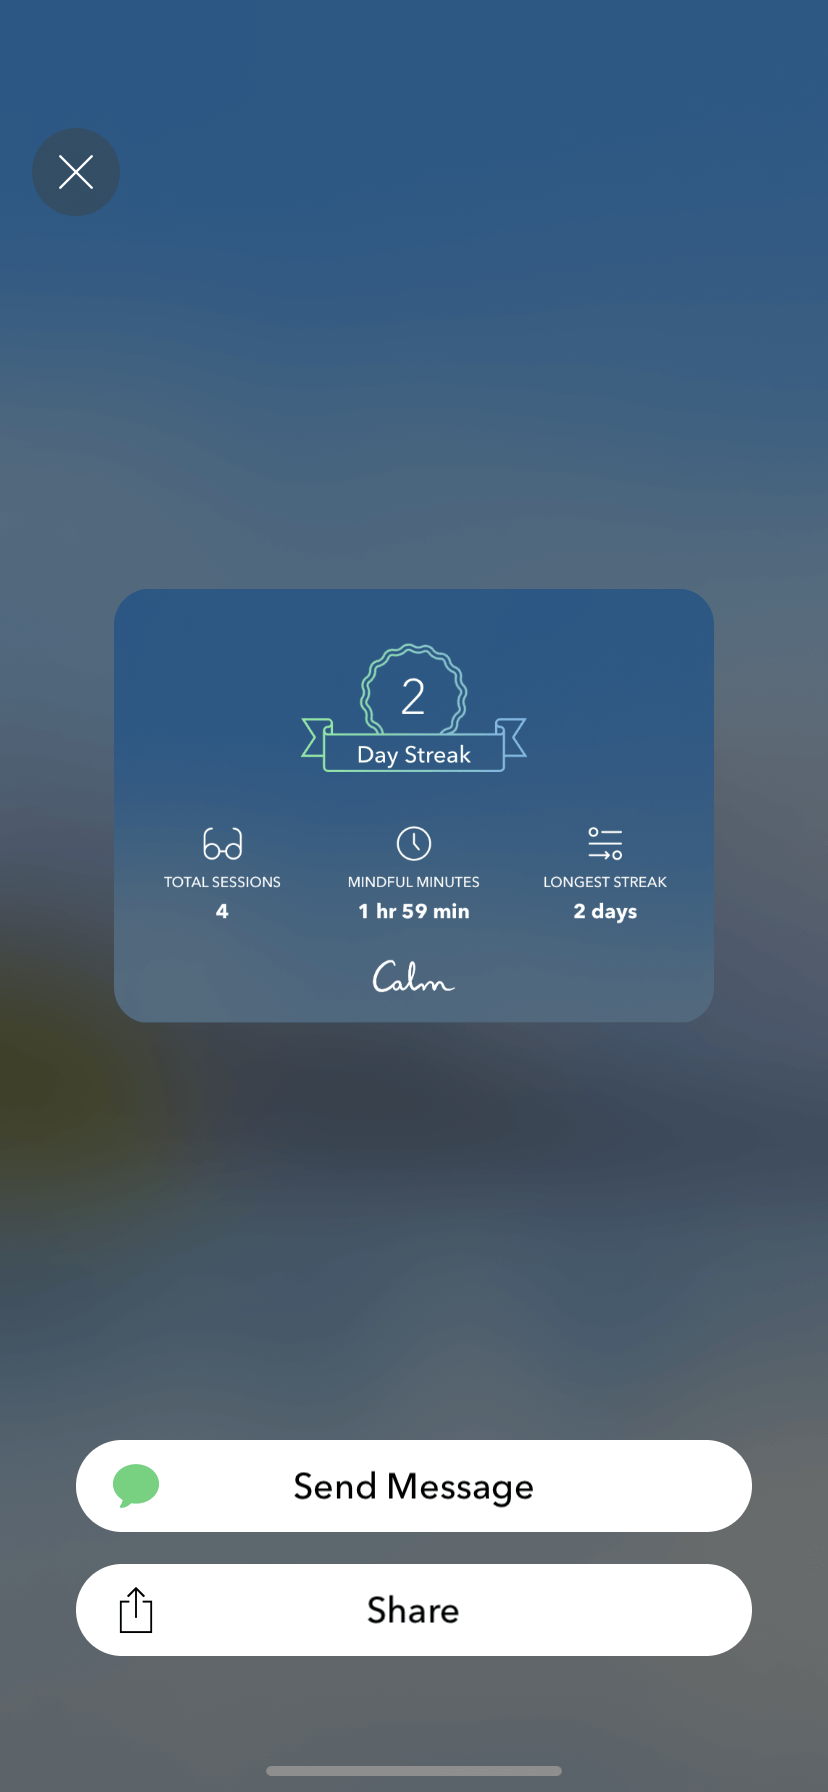 2
Day Streak
TOTAL SESSIONS
4
MINDFUL MINUTES
1 hr 59 min
LONGEST STREAK
2 days
Calm
Send Message
Share